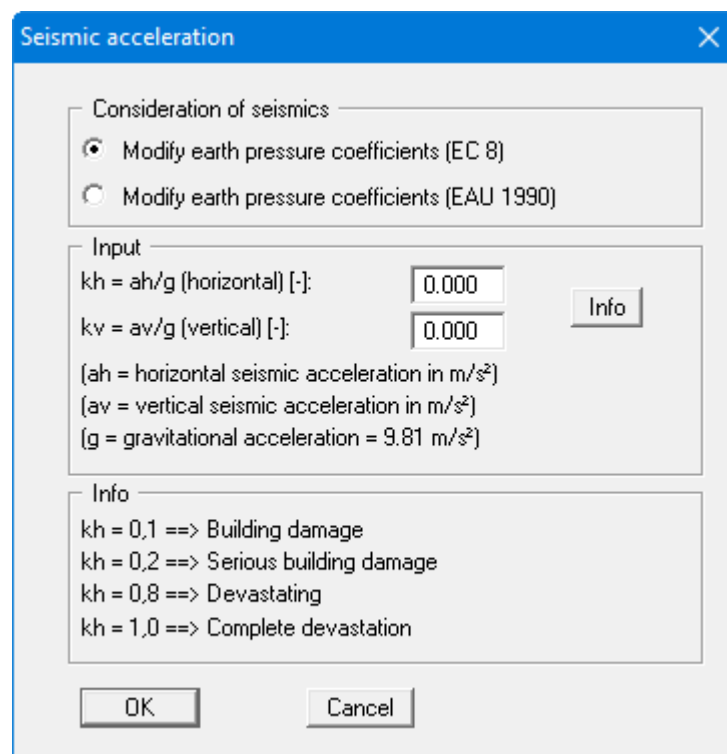 Seismic acceleration
Consideration of seismics
Modify earth pressure coefficients (EC 8)
Modify earth pressure coefficients (EAU 1990)
Input
kh = ah/g (horizontal) [-]: 0.000
Info
kv = av/g (vertical) [-]: 0.000
(ah = horizontal seismic acceleration in m/s²)
(av = vertical seismic acceleration in m/s²)
(g = gravitational acceleration = 9.81 m/s²)
Info
kh = 0,1 ==> Building damage
kh = 0,2 ==> Serious building damage
kh = 0,8 ==> Devastating
kh = 1,0 ==> Complete devastation
OK Cancel